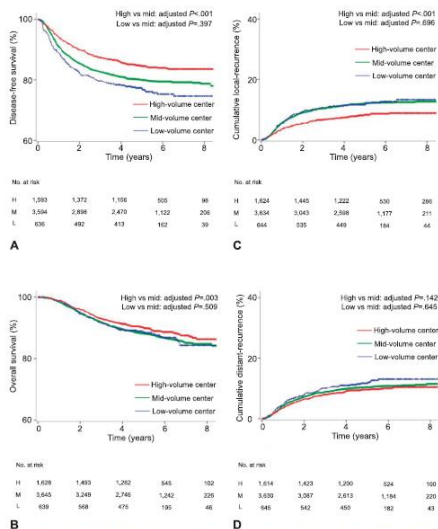 High vs mid: adjusted P<.001
Low vs mid: adjusted P=.397
Disease-free survival (%)
100
80
60
High-volume center
Mid-volume center
Low-volume center
0 2 4 6 8
Time (years)
No. at risk
H 1,593 1,372 1,156 505 98
M 3,594 2,898 2,470 1,122 206
L 636 492 413 162 39
A
High vs mid: adjusted P<.001
Low vs mid: adjusted P=.696
Cumulative local-recurrence (%)
40
20
0
High-volume center
Mid-volume center
Low-volume center
0 2 4 6 8
Time (years)
No. at risk
H 1,624 1,445 1,222 530 286
M 3,634 3,043 2,598 1,177 211
L 644 535 449 184 44
C
High vs mid: adjusted P=.003
Low vs mid: adjusted P=.509
Overall survival (%)
100
80
60
High-volume center
Mid-volume center
Low-volume center
0 2 4 6 8
Time (years)
No. at risk
H 1,628 1,493 1,262 545 102
M 3,645 3,249 2,746 1,242 226
L 639 568 475 195 46
B
High vs mid: adjusted P=.142
Low vs mid: adjusted P=.645
Cumulative distant-recurrence (%)
40
20
0
High-volume center
Mid-volume center
Low-volume center
0 2 4 6 8
Time (years)
No. at risk
H 1,614 1,423 1,200 524 100
M 3,630 3,087 2,613 1,184 220
L 645 542 450 182 43
D